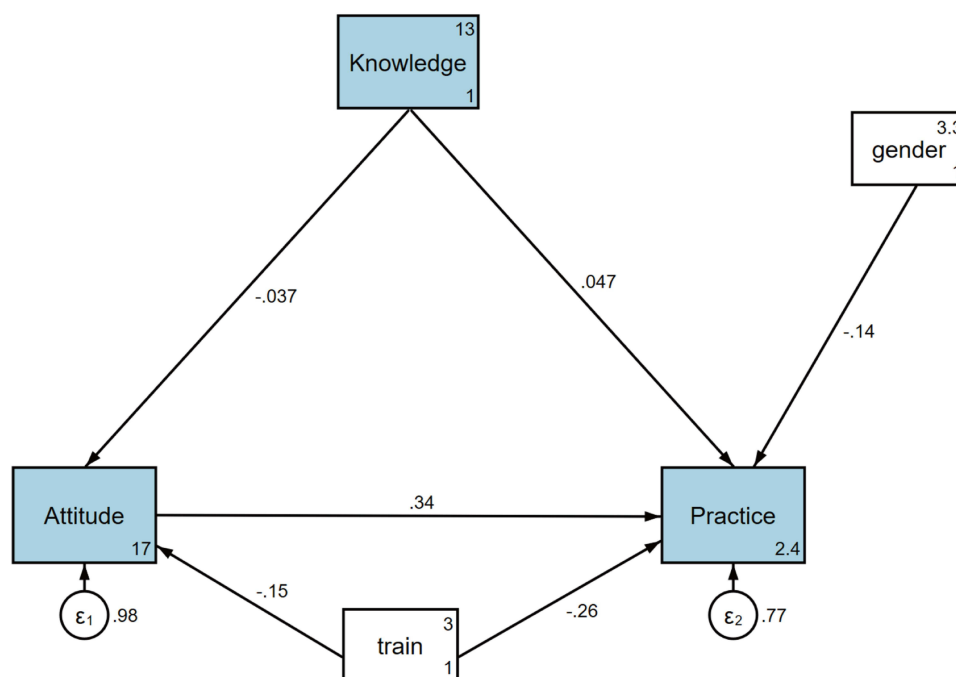 13
Knowledge
1
3.3
gender
-.037
.047
-.14
Attitude
17
.34
Practice
2.4
ε1
.98
-.15
3
train
1
-.26
ε2
.77